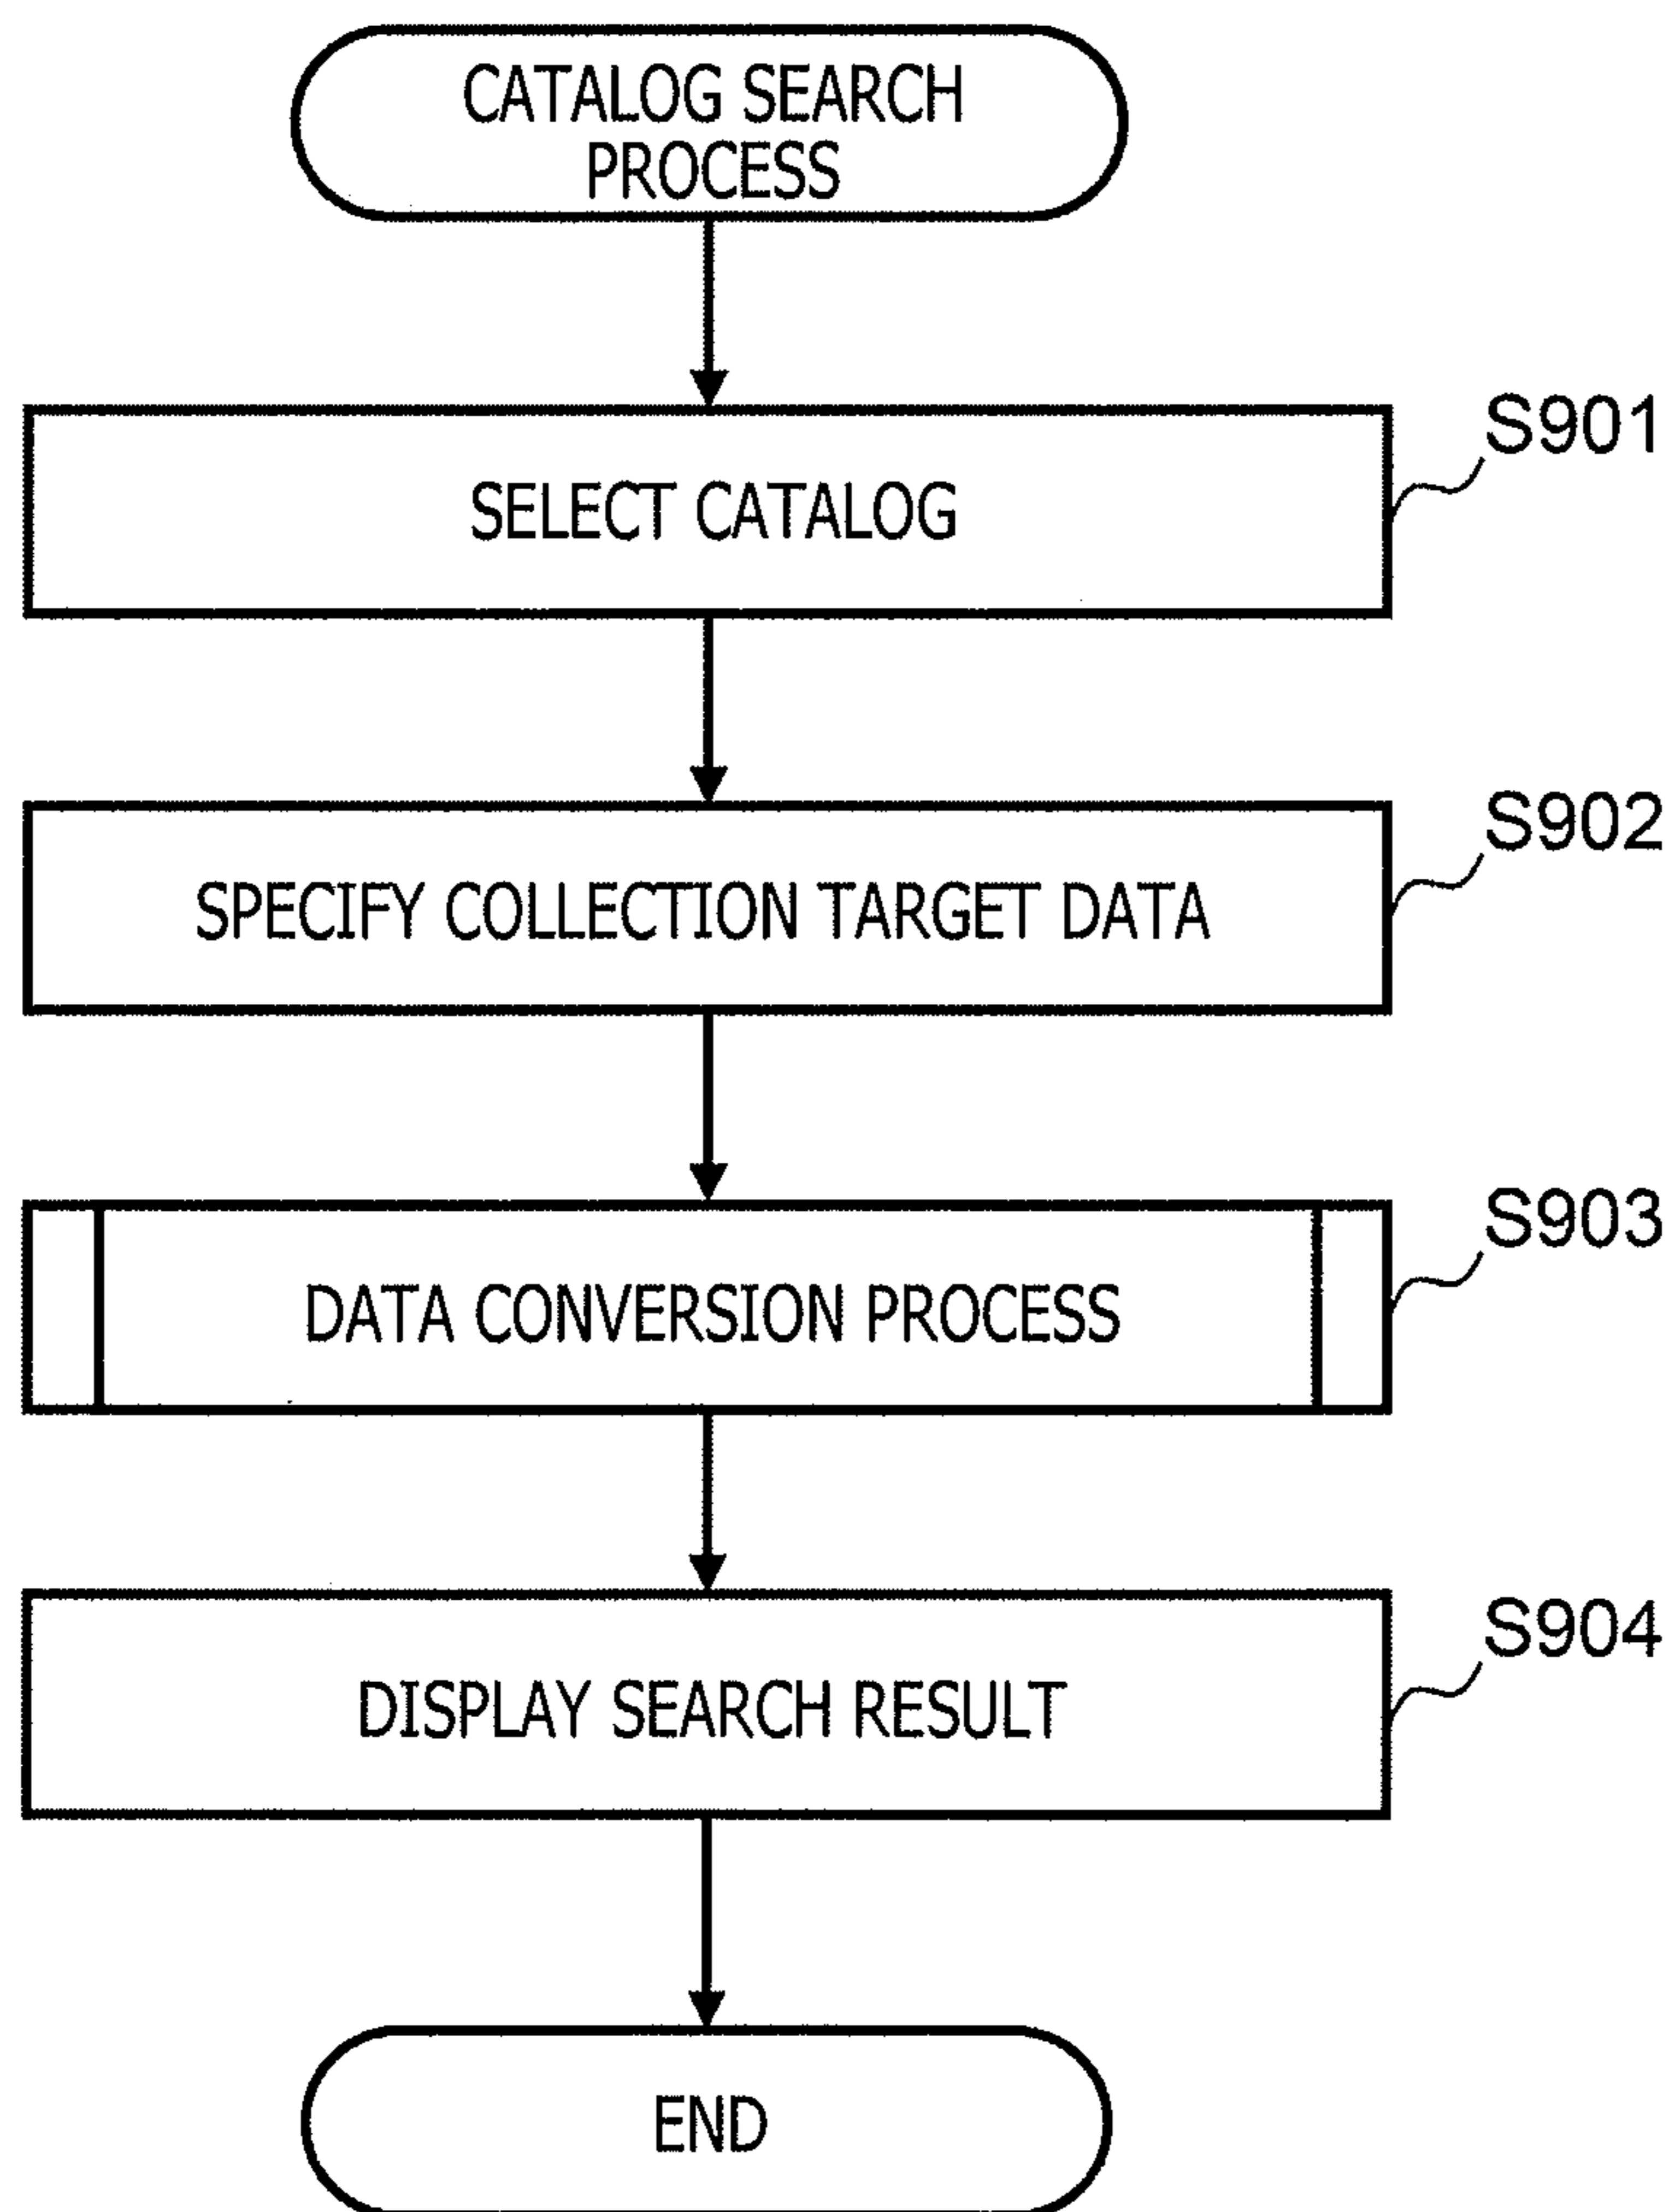 CATALOG SEARCH
PROCESS
S901
SELECT CATALOG
S902
SPECIFY COLLECTION TARGET DATA
S903
DATA CONVERSION PROCESS
S904
DISPLAY SEARCH RESULT
END